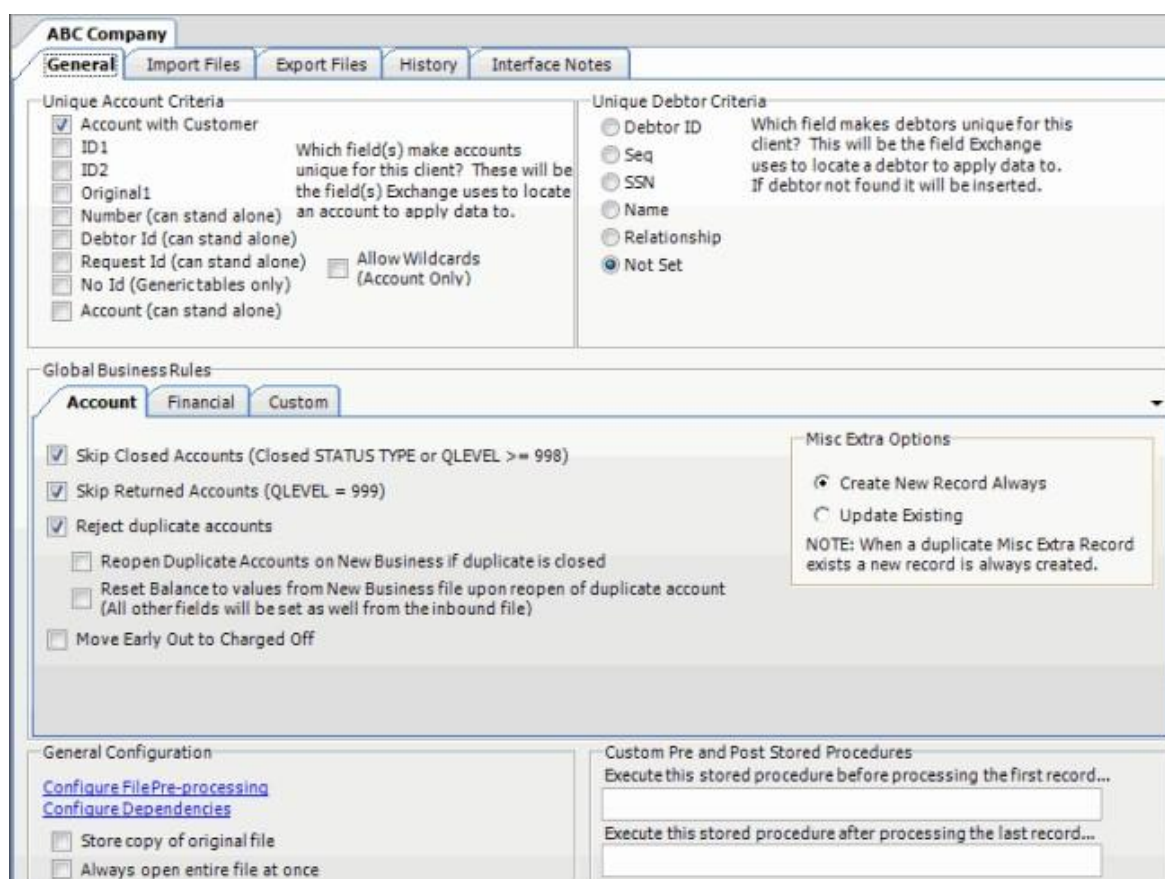 ABC Company
General
Import Files
Export Files
History
Interface Notes
Unique Account Criteria
Account with Customer
ID1
ID2
Original1
Number (can stand alone)
Debtor Id (can stand alone)
Request Id (can stand alone)
No Id (Generic tables only)
Account (can stand alone)
Which field(s) make accounts
unique for this client? These will be
the field(s) Exchange uses to locate
an account to apply data to.
Allow Wildcards
(Account Only)
Unique Debtor Criteria
Debtor ID
Seq
SSN
Name
Relationship
Not Set
Which field makes debtors unique for this
client? This will be the field Exchange
uses to locate a debtor to apply data to.
If debtor not found it will be inserted.
Global Business Rules
Account
Financial
Custom
Skip Closed Accounts (Closed STATUS TYPE or QLEVEL >= 998)
Skip Returned Accounts (QLEVEL = 999)
Reject duplicate accounts
Reopen Duplicate Accounts on New Business if duplicate is closed
Reset Balance to values from New Business file upon reopen of duplicate account
(All other fields will be set as well from the inbound file)
Move Early Out to Charged Off
Misc Extra Options
Create New Record Always
Update Existing
NOTE: When a duplicate Misc Extra Record
exists a new record is always created.
General Configuration
Configure File Pre-processing
Configure Dependencies
Store copy of original file
Always open entire file at once
Custom Pre and Post Stored Procedures
Execute this stored procedure before processing the first record...
Execute this stored procedure after processing the last record...